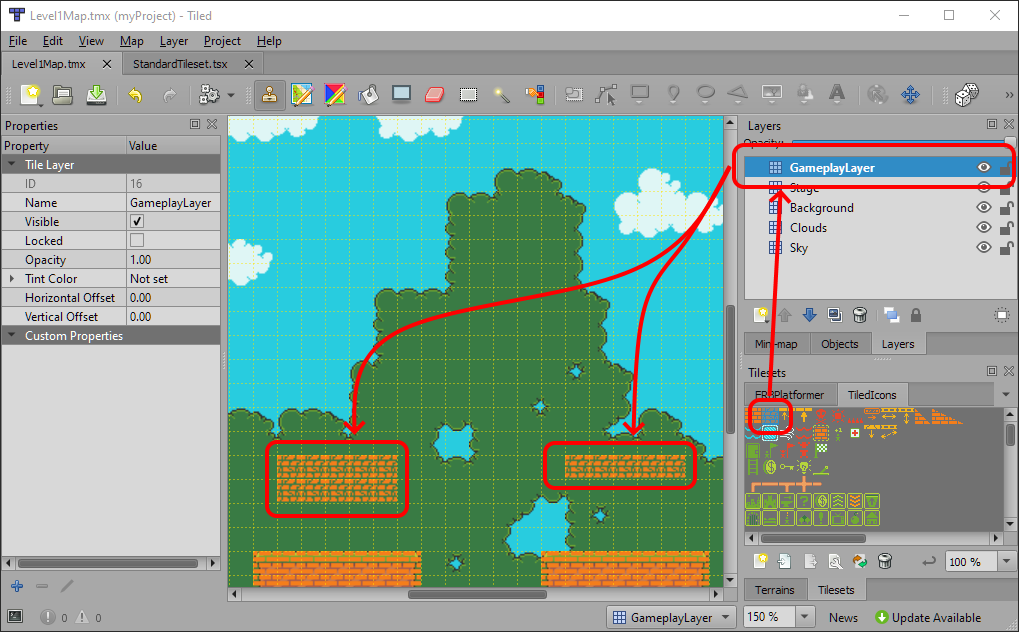 Level1Map.tmx (myProject) - Tiled
File Edit View Map Layer Project Help
Level1Map.tmx StandardTileset.tsx
Properties
Property Value
Tile Layer
ID 16
Name GameplayLayer
Visible
Locked
Opacity 1.00
Tint Color Not set
Horizontal Offset 0.00
Vertical Offset 0.00
Custom Properties
Layers
Opacity:
GameplayLayer
Stage
Background
Clouds
Sky
Mini-map Objects Layers
Tilesets
FRBPlatformer TiledIcons
100 %
Terrains Tilesets
0 0
GameplayLayer 150 % News Update Available